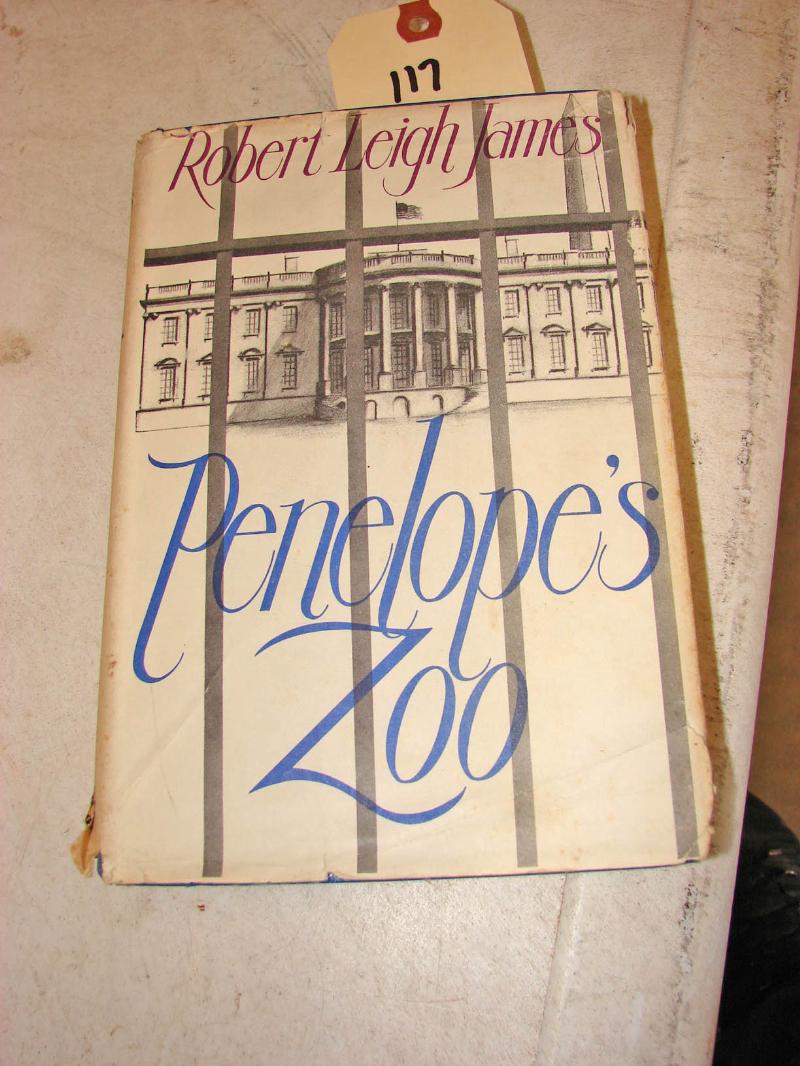 117
Robert Leigh James
Penelope's
Zoo